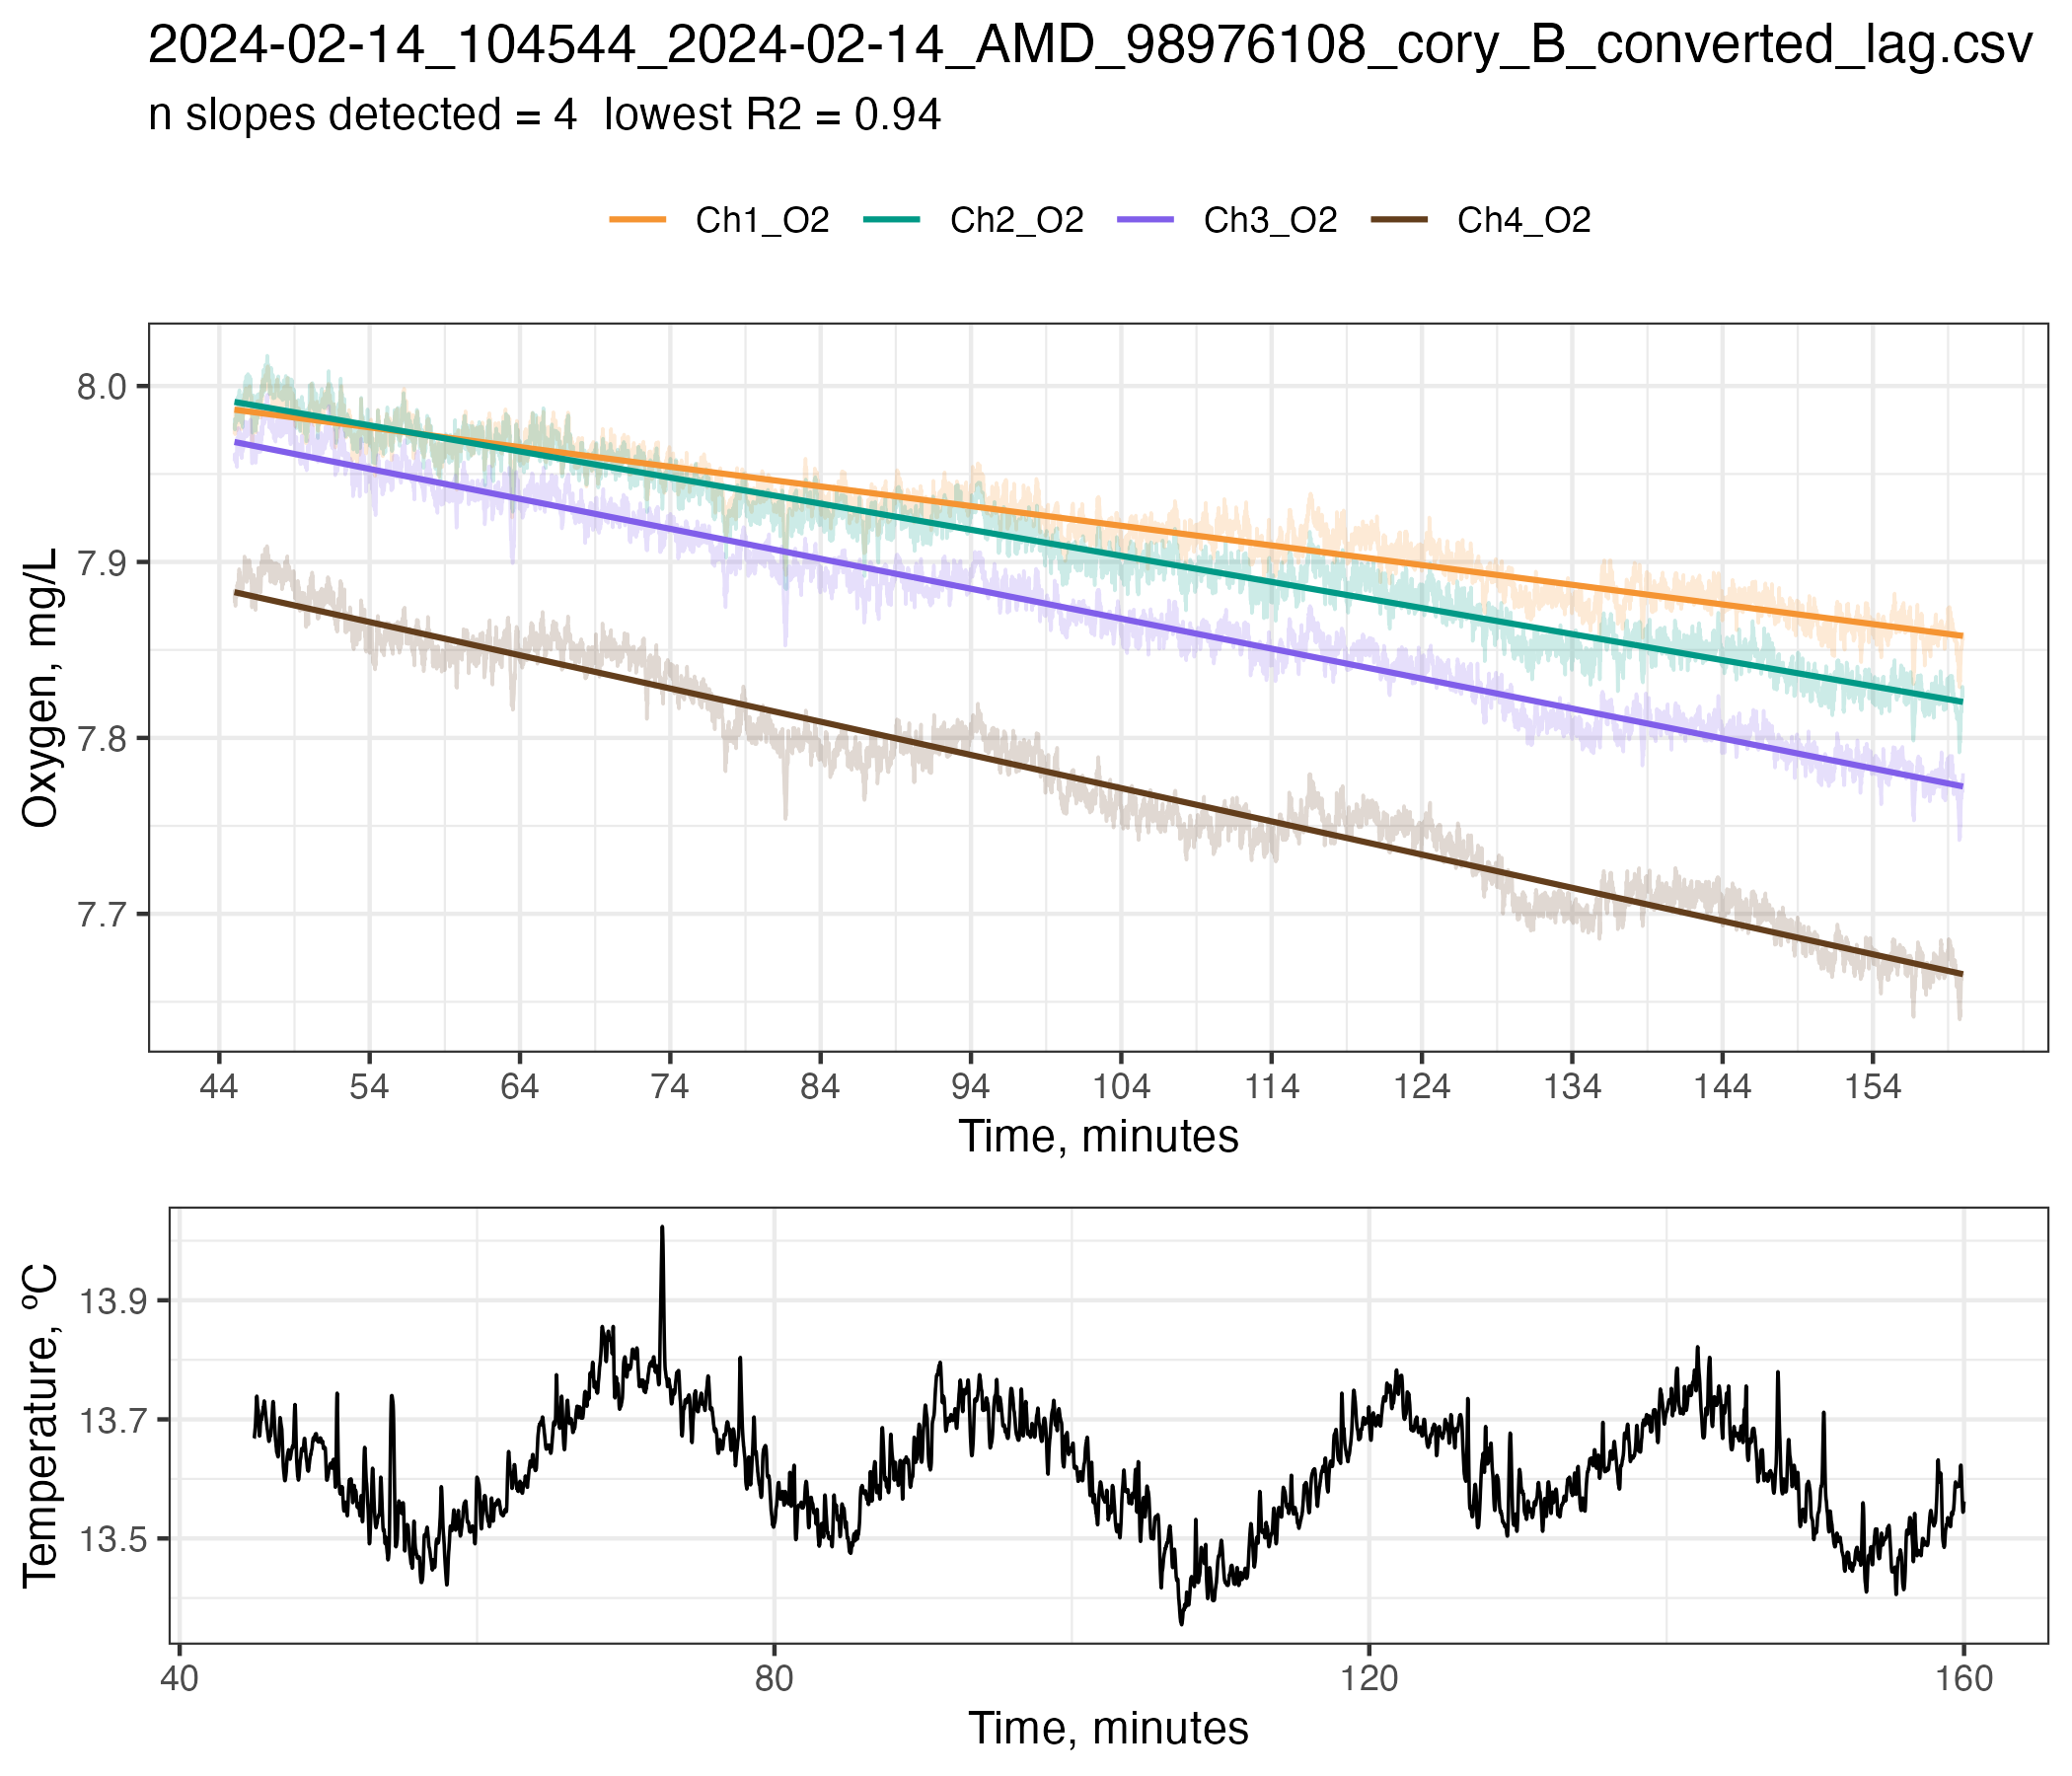 2024-02-14_104544_2024-02-14_AMD_98976108_cory_B_converted_lag.csv
n slopes detected = 4  lowest R2 = 0.94
Ch1_O2 Ch2_O2 Ch3_O2 Ch4_O2
Oxygen, mg/L
8.0
7.9
7.8
7.7
44 54 64 74 84 94 104 114 124 134 144 154
Time, minutes
Temperature, ºC
13.9
13.7
13.5
40 80 120 160
Time, minutes